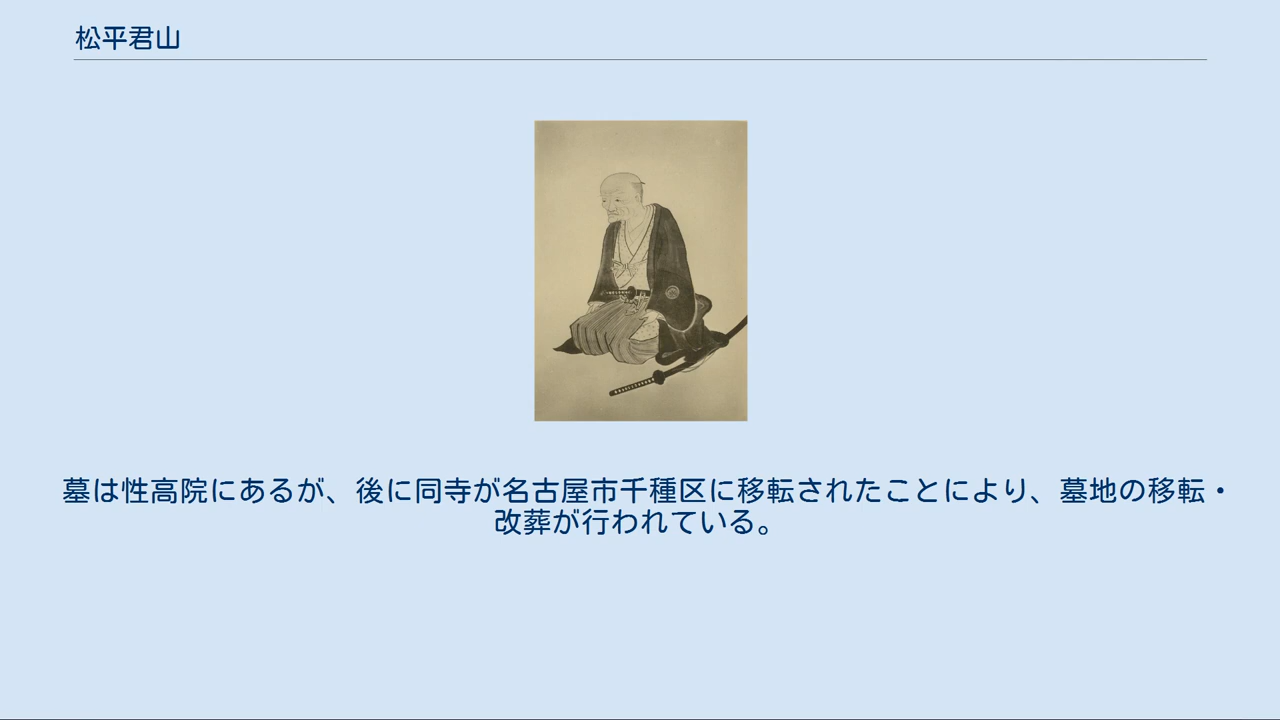 松平君山
墓は性高院にあるが、後に同寺が名古屋市千種区に移転されたことにより、墓地の移転・
改葬が行われている。